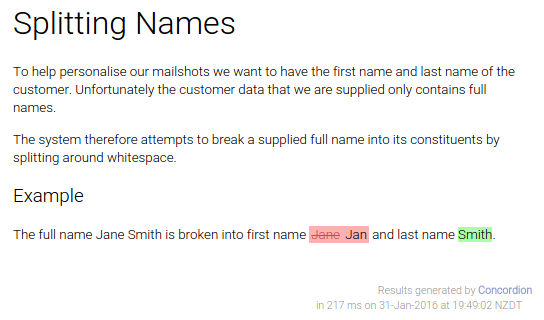 Splitting Names
To help personalise our mailshots we want to have the first name and last name of the
customer. Unfortunately the customer data that we are supplied only contains full
names.
The system therefore attempts to break a supplied full name into its constituents by
splitting around whitespace.
Example
The full name Jane Smith is broken into first name Jane Jan and last name Smith.
Results generated by Concordion
in 217 ms on 31-Jan-2016 at 19:49:02 NZDT